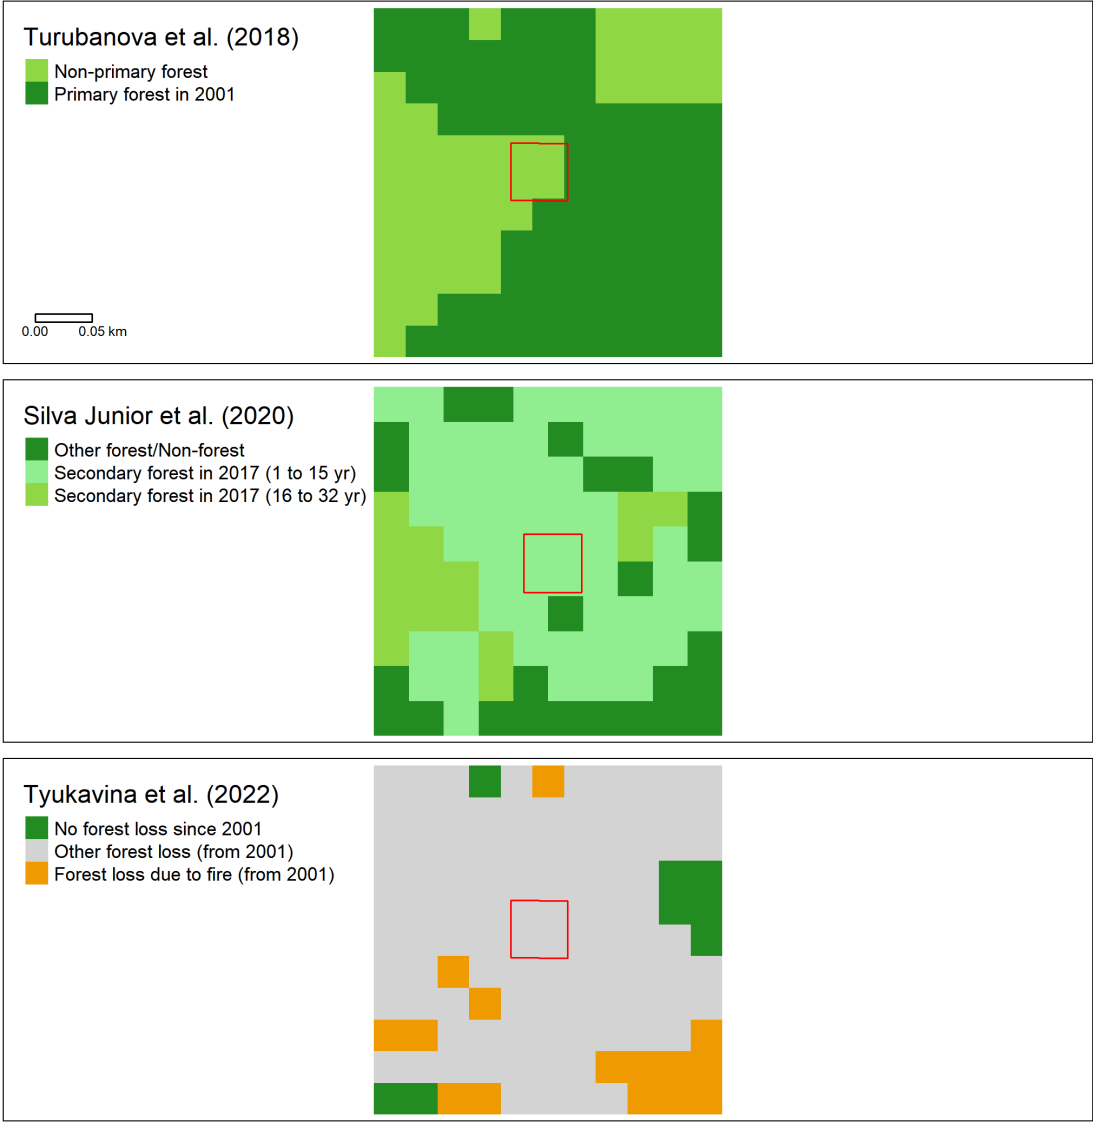 Turubanova et al. (2018)
Non-primary forest
Primary forest in 2001
0.00 0.05 km
Silva Junior et al. (2020)
Other forest/Non-forest
Secondary forest in 2017 (1 to 15 yr)
Secondary forest in 2017 (16 to 32 yr)
Tyukavina et al. (2022)
No forest loss since 2001
Other forest loss (from 2001)
Forest loss due to fire (from 2001)